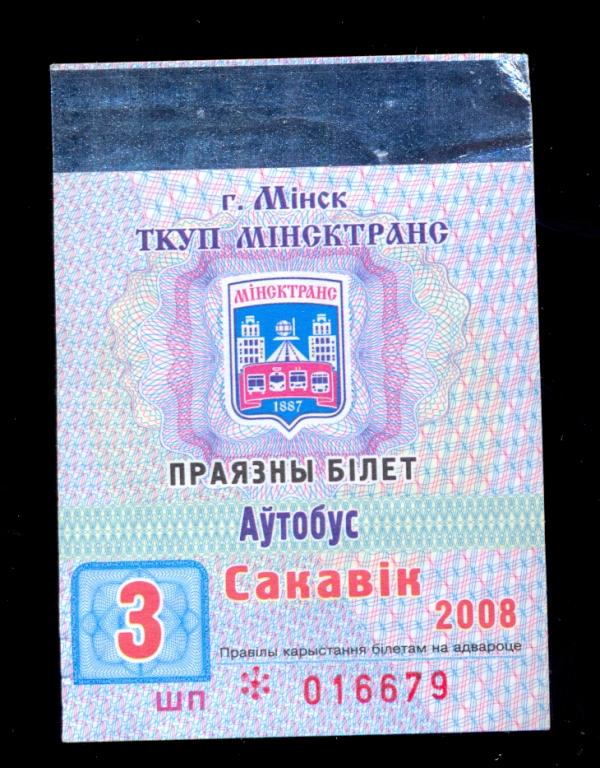 г. Мінск
ТКУП МІНСКТРАНС
МІНСКТРАНС
1887
ПРАЯЗНЫ БІЛЕТ
Аўтобус
3
Сакавік
2008
Правілы карыстання білетам на адвароце
ШП * 016679